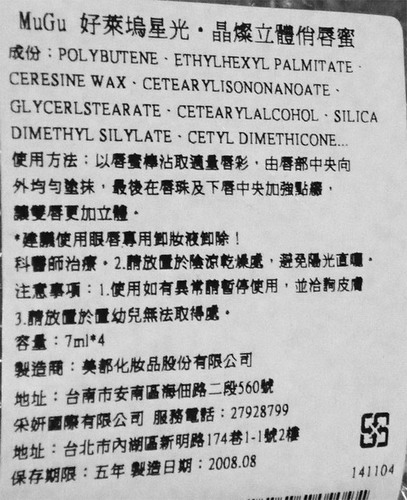 MuGu 好萊塢星光・晶燦立體俏唇蜜
成份：POLYBUTENE、ETHYLHEXYL PALMITATE、
CERESINE WAX、CETEARYLISONONANOATE、
GLYCERLSTEARATE、CETEARYLALCOHOL、SILICA
DIMETHYL SILYLATE、CETYL DIMETHICONE...
使用方法：以唇蜜棒沾取適量唇彩，由唇部中央向
外均勻塗抹，最後在唇珠及下唇中央加強點綴，
讓雙唇更加立體。
*建議使用眼唇專用卸妝液卸除！
科醫師治療。2.請放置於陰涼乾燥處，避免陽光直曬。
注意事項：1.使用如有異常請暫停使用，並洽詢皮膚
3.請放置於嬰幼兒無法取得處。
容量：7ml*4
製造商：美都化妝品股份有限公司
地址：台南市安南區海佃路二段560號
采妍國際有限公司 服務電話：27928799
地址：台北市內湖區新明路174巷1-1號2樓
保存期限：五年 製造日期：2008.08
141104